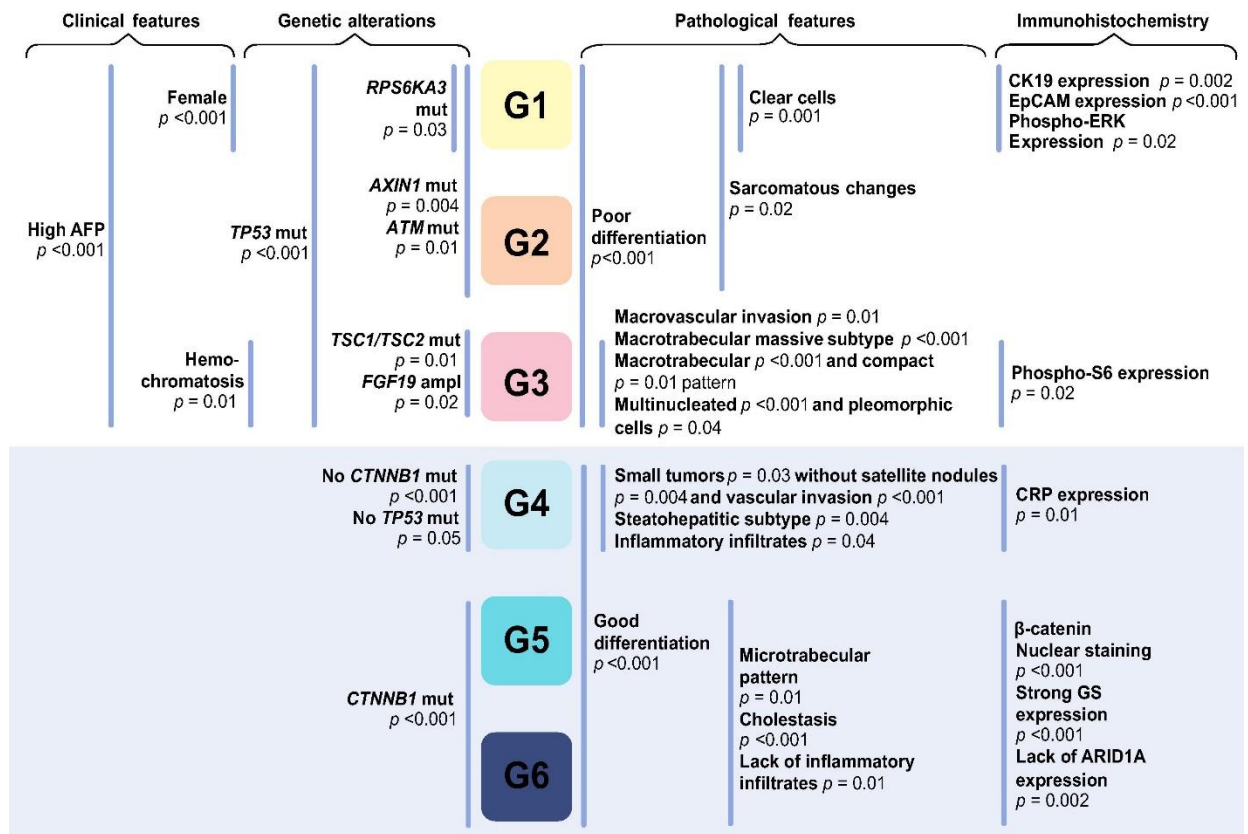 Clinical features
Genetic alterations
Pathological features
Immunohistochemistry
High AFP
p <0.001
Female
p <0.001
Hemo-
chromatosis
p = 0.01
TP53 mut
p <0.001
RPS6KA3
mut
p = 0.03
AXIN1 mut
p = 0.004
ATM mut
p = 0.01
TSC1/TSC2 mut
p = 0.01
FGF19 ampl
p = 0.02
No CTNNB1 mut
p <0.001
No TP53 mut
p = 0.05
CTNNB1 mut
p <0.001
G1
G2
G3
G4
G5
G6
Poor
differentiation
p<0.001
Clear cells
p = 0.001
Sarcomatous changes
p = 0.02
Macrovascular invasion p = 0.01
Macrotrabecular massive subtype p <0.001
Macrotrabecular p <0.001 and compact
p = 0.01 pattern
Multinucleated p <0.001 and pleomorphic
cells p = 0.04
Small tumors p = 0.03 without satellite nodules
p = 0.004 and vascular invasion p <0.001
Steatohepatitic subtype p = 0.004
Inflammatory infiltrates p = 0.04
Good
differentiation
p <0.001
Microtrabecular
pattern
p = 0.01
Cholestasis
p <0.001
Lack of inflammatory
infiltrates p = 0.01
CK19 expression p = 0.002
EpCAM expression p <0.001
Phospho-ERK
Expression p = 0.02
Phospho-S6 expression
p = 0.02
CRP expression
p = 0.01
β-catenin
Nuclear staining
p <0.001
Strong GS
expression
p <0.001
Lack of ARID1A
expression
p = 0.002